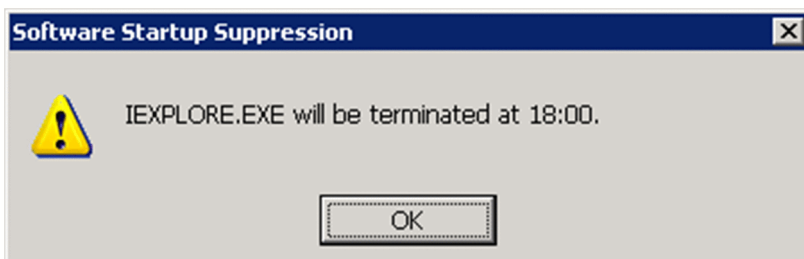 Software Startup Suppression
IEXPLORE.EXE will be terminated at 18:00.
OK